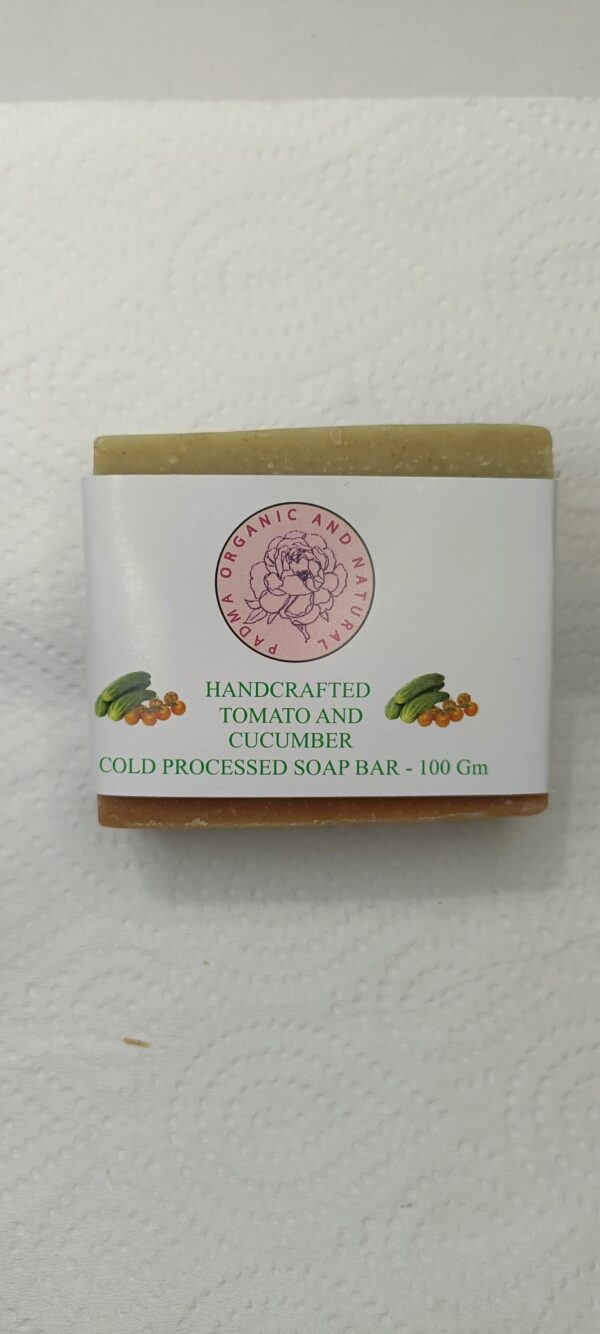 PADMA ORGANIC AND NATURAL
HANDCRAFTED
TOMATO AND
CUCUMBER
COLD PROCESSED SOAP BAR - 100 Gm